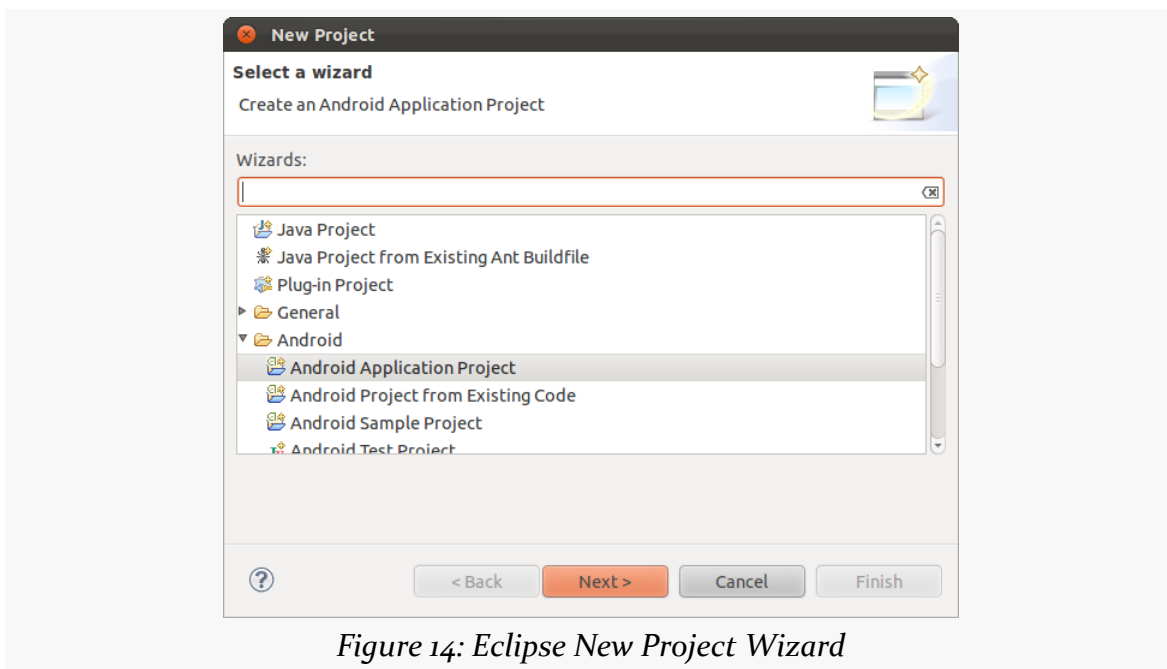 New Project
Select a wizard
Create an Android Application Project
Wizards:
Java Project
Java Project from Existing Ant Buildfile
Plug-in Project
General
Android
Android Application Project
Android Project from Existing Code
Android Sample Project
Android Test Project
< Back Next > Cancel Finish
Figure 14: Eclipse New Project Wizard